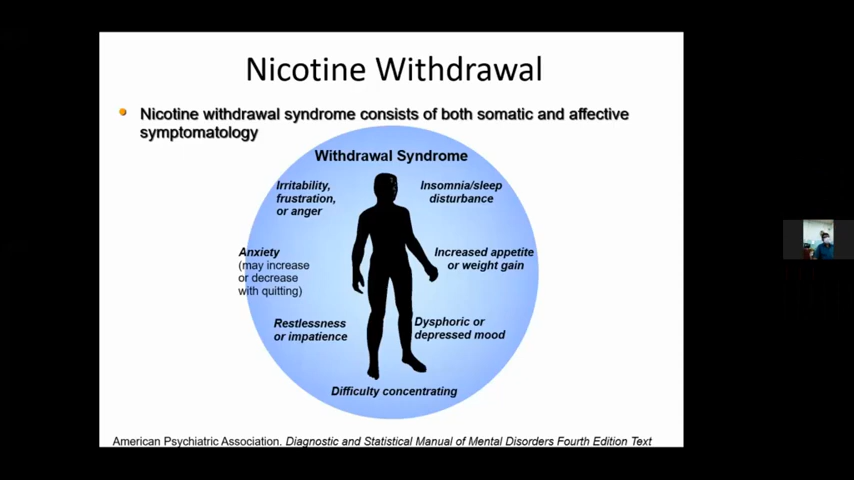 Nicotine Withdrawal
Nicotine withdrawal syndrome consists of both somatic and affective
symptomatology
Withdrawal Syndrome
Irritability,
frustration,
or anger
Insomnia/sleep
disturbance
Anxiety
(may increase
or decrease
with quitting)
Increased appetite
or weight gain
Restlessness
or impatience
Dysphoric or
depressed mood
Difficulty concentrating
American Psychiatric Association. Diagnostic and Statistical Manual of Mental Disorders Fourth Edition Text